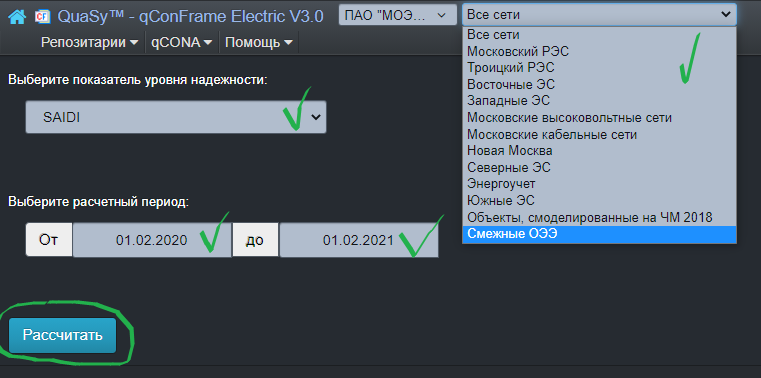 QuaSy™ - qConFrame Electric V3.0
ПАО "МОЭ...
Все сети
Репозитарии
qCONA
Помощь
Все сети
Московский РЭС
Троицкий РЭС
Восточные ЭС
Западные ЭС
Московские высоковольтные сети
Московские кабельные сети
Новая Москва
Северные ЭС
Энергоучет
Южные ЭС
Объекты, смоделированные на ЧМ 2018
Смежные ОЭЭ
Выберите показатель уровня надежности:
SAIDI
Выберите расчетный период:
От
01.02.2020
до
01.02.2021
Рассчитать